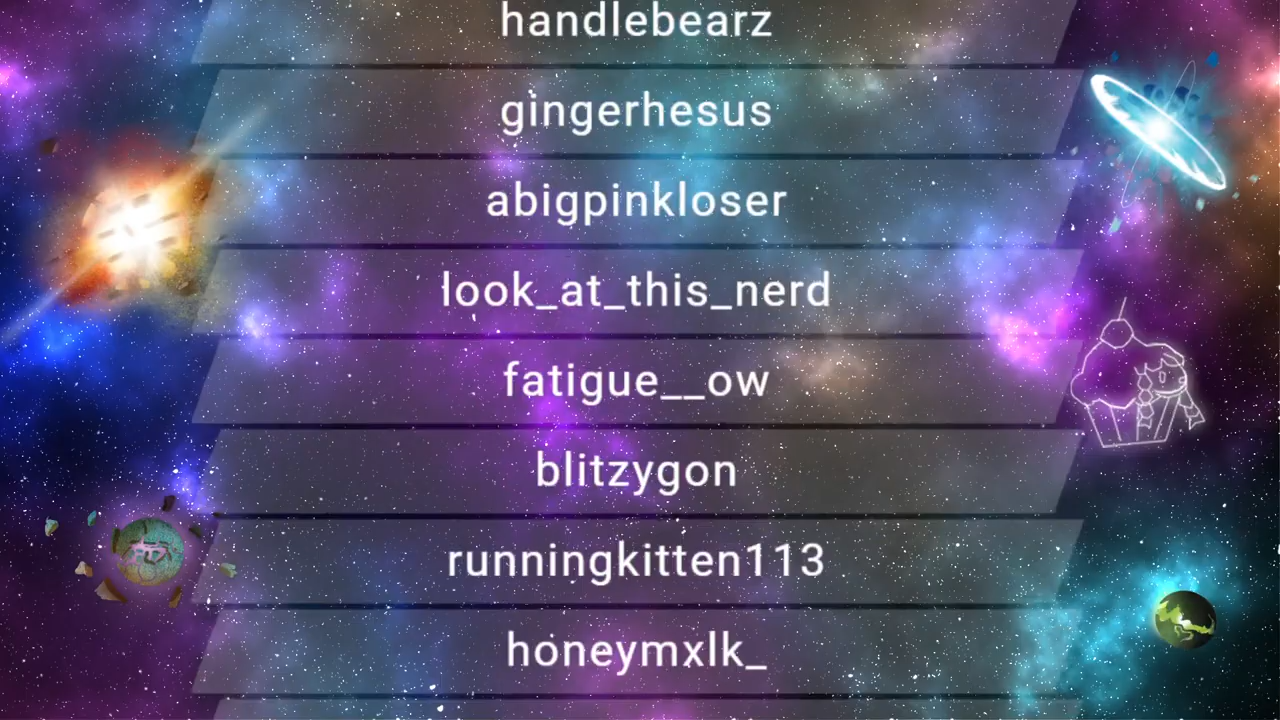 handlebearz
gingerhesus
abigpinkloser
look_at_this_nerd
fatigue__ow
blitzygon
runningkitten113
honeymxlk_